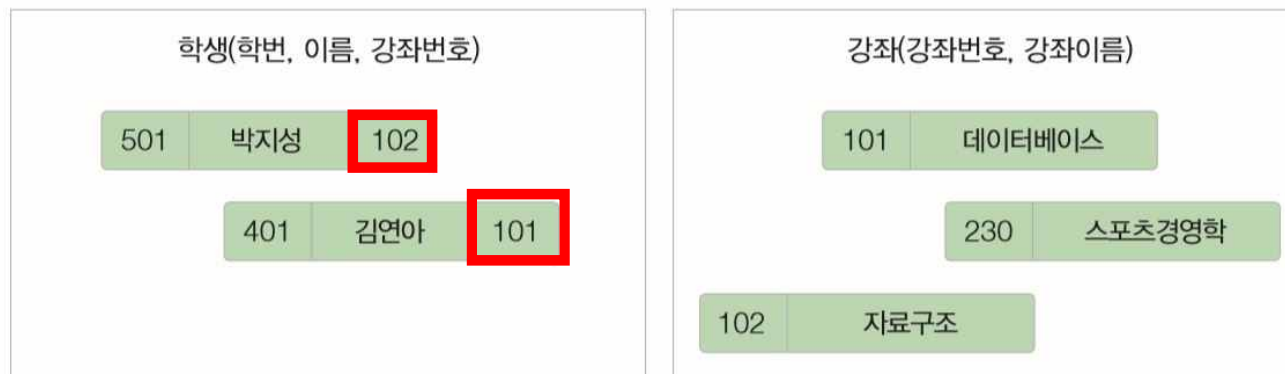 학생(학번, 이름, 강좌번호)
501 박지성 102
401 김연아 101
강좌(강좌번호, 강좌이름)
101 데이터베이스
230 스포츠경영학
102 자료구조